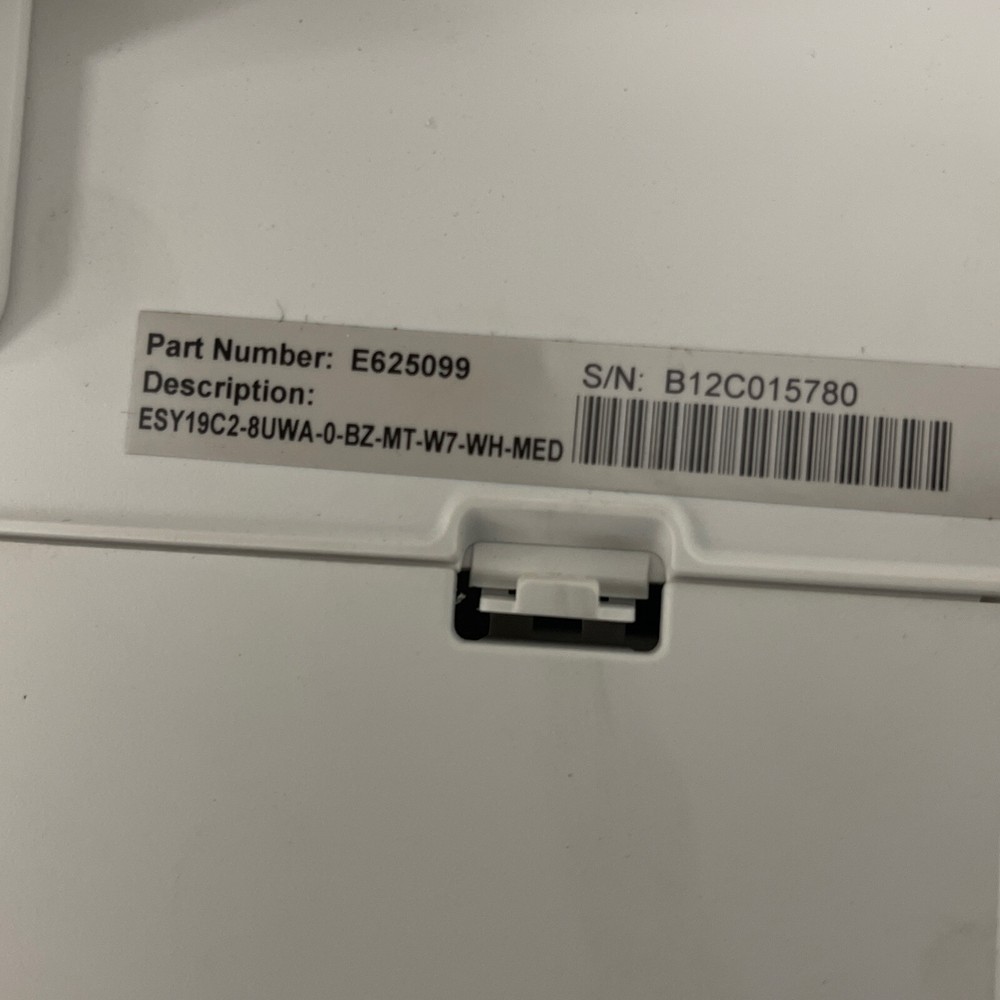 Part Number: E625099
Description:
ESY19C2-8UWA-0-BZ-MT-W7-WH-MED
S/N: B12C015780